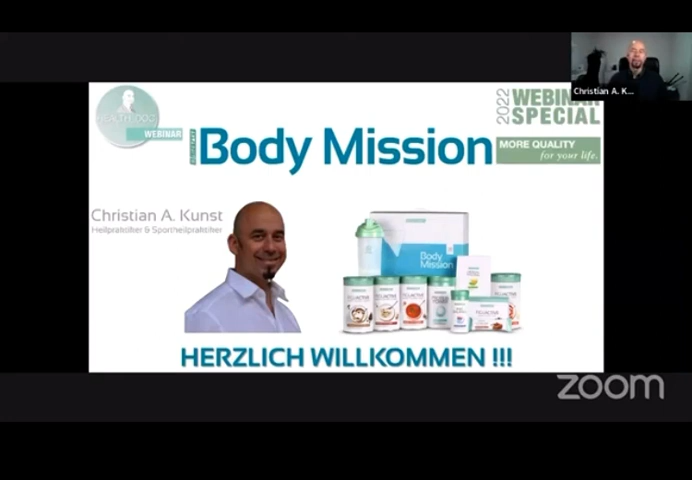 Christian A. K...
HEALTH DOC
WEBINAR
2022
WEBINAR
SPECIAL
MORE QUALITY
for your life.
Body Mission
Christian A. Kunst
Heilpraktiker & Sportheilpraktiker
Body
Mission
HERZLICH WILLKOMMEN !!!
zoom